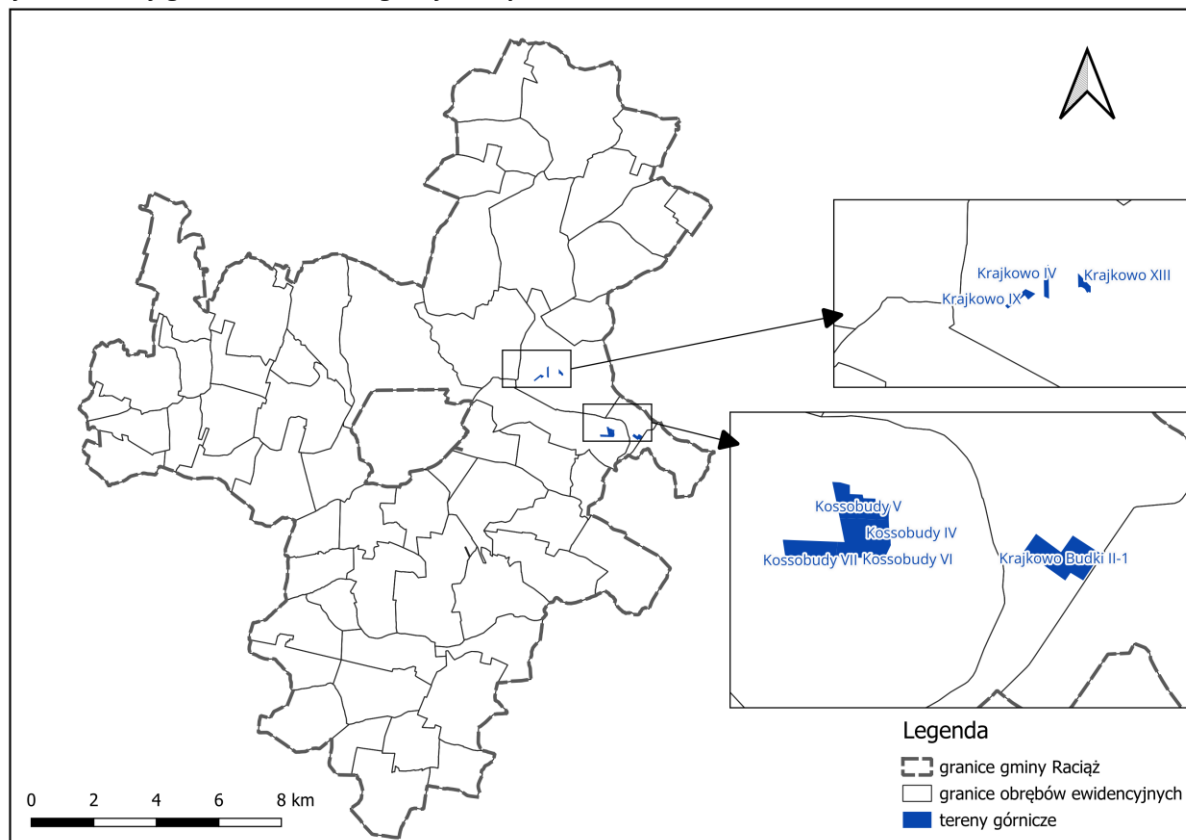 Krajkowo IV
Krajkowo XIII
Krajkowo IX
Kossobudy V
Kossobudy IV
Kossobudy VII
Kossobudy VI
Krajkowo Budki II-1
Legenda
granice gminy Raciąż
granice obrębów ewidencyjnych
tereny górnicze
0 2 4 6 8 km